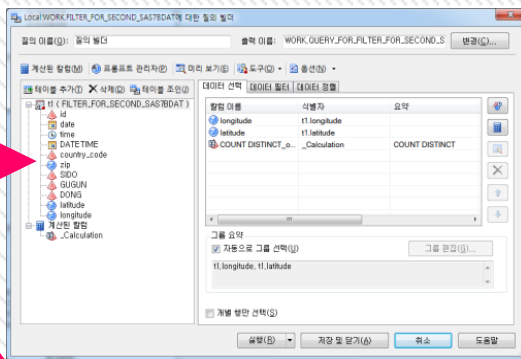 Local:WORK.FILTER_FOR_SECOND_SAS7BDAT에 대한 질의 빌더
질의 이름(Q): 질의 빌더 출력 이름: WORK.QUERY_FOR_FILTER_FOR_SECOND_S 변경(C)...
계산된 칼럼(M) 프롬프트 관리자(P) 미리 보기(E) 도구(O) 옵션(N)
테이블 추가(T) 삭제(D) 테이블 조인(J)
데이터 선택 데이터 필터 데이터 정렬
t1 ( FILTER_FOR_SECOND_SAS7BDAT )
id
date
time
DATETIME
country_code
zip
SIDO
GUGUN
DONG
latitude
longitude
계산된 칼럼
_Calculation
칼럼 이름 식별자 요약
longitude t1.longitude
latitude t1.latitude
COUNT DISTINCT_o... _Calculation COUNT DISTINCT
그룹 요약
자동으로 그룹 선택(U) 그룹 편집(G)...
t1.longitude, t1.latitude
개별 행만 선택(S)
실행(R) 저장 및 닫기(A) 취소 도움말